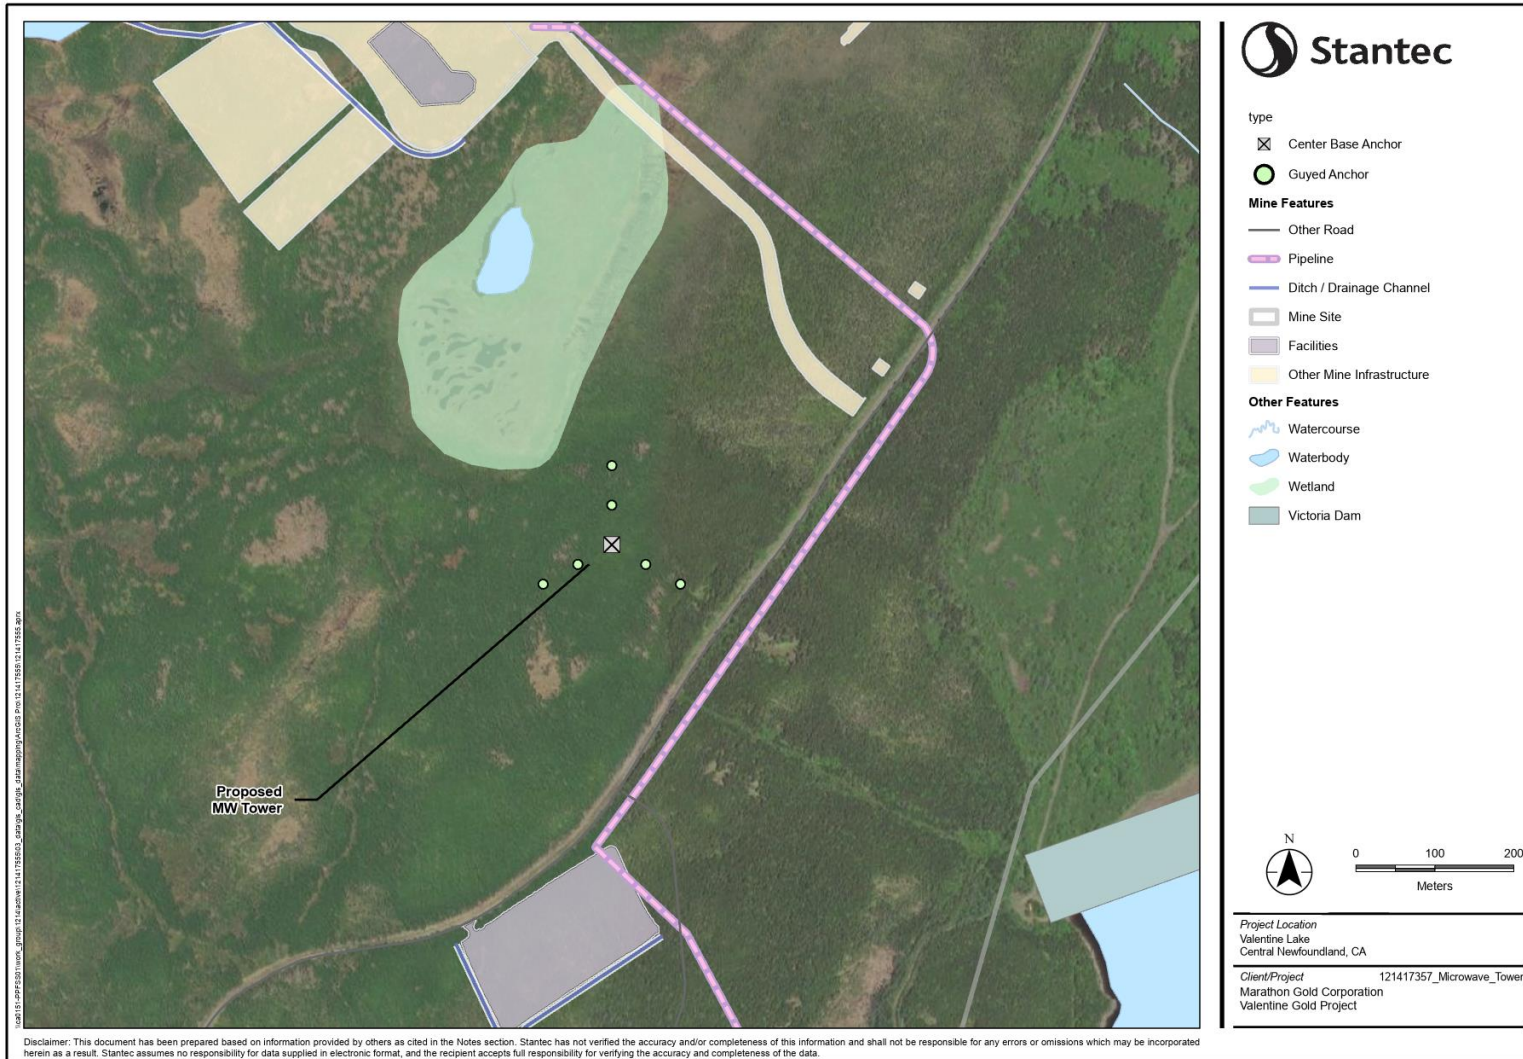 Stantec
type
Center Base Anchor
Guyed Anchor
Mine Features
Other Road
Pipeline
Ditch / Drainage Channel
Mine Site
Facilities
Other Mine Infrastructure
Other Features
Watercourse
Waterbody
Wetland
Victoria Dam
Proposed
MW Tower
N
0 100 200
Meters
Project Location
Valentine Lake
Central Newfoundland, CA
Client/Project 121417357_Microwave_Tower
Marathon Gold Corporation
Valentine Gold Project
Disclaimer: This document has been prepared based on information provided by others as cited in the Notes section. Stantec has not verified the accuracy and/or completeness of this information and shall not be responsible for any errors or omissions which may be incorporated
herein as a result. Stantec assumes no responsibility for data supplied in electronic format, and the recipient accepts full responsibility for verifying the accuracy and completeness of the data.